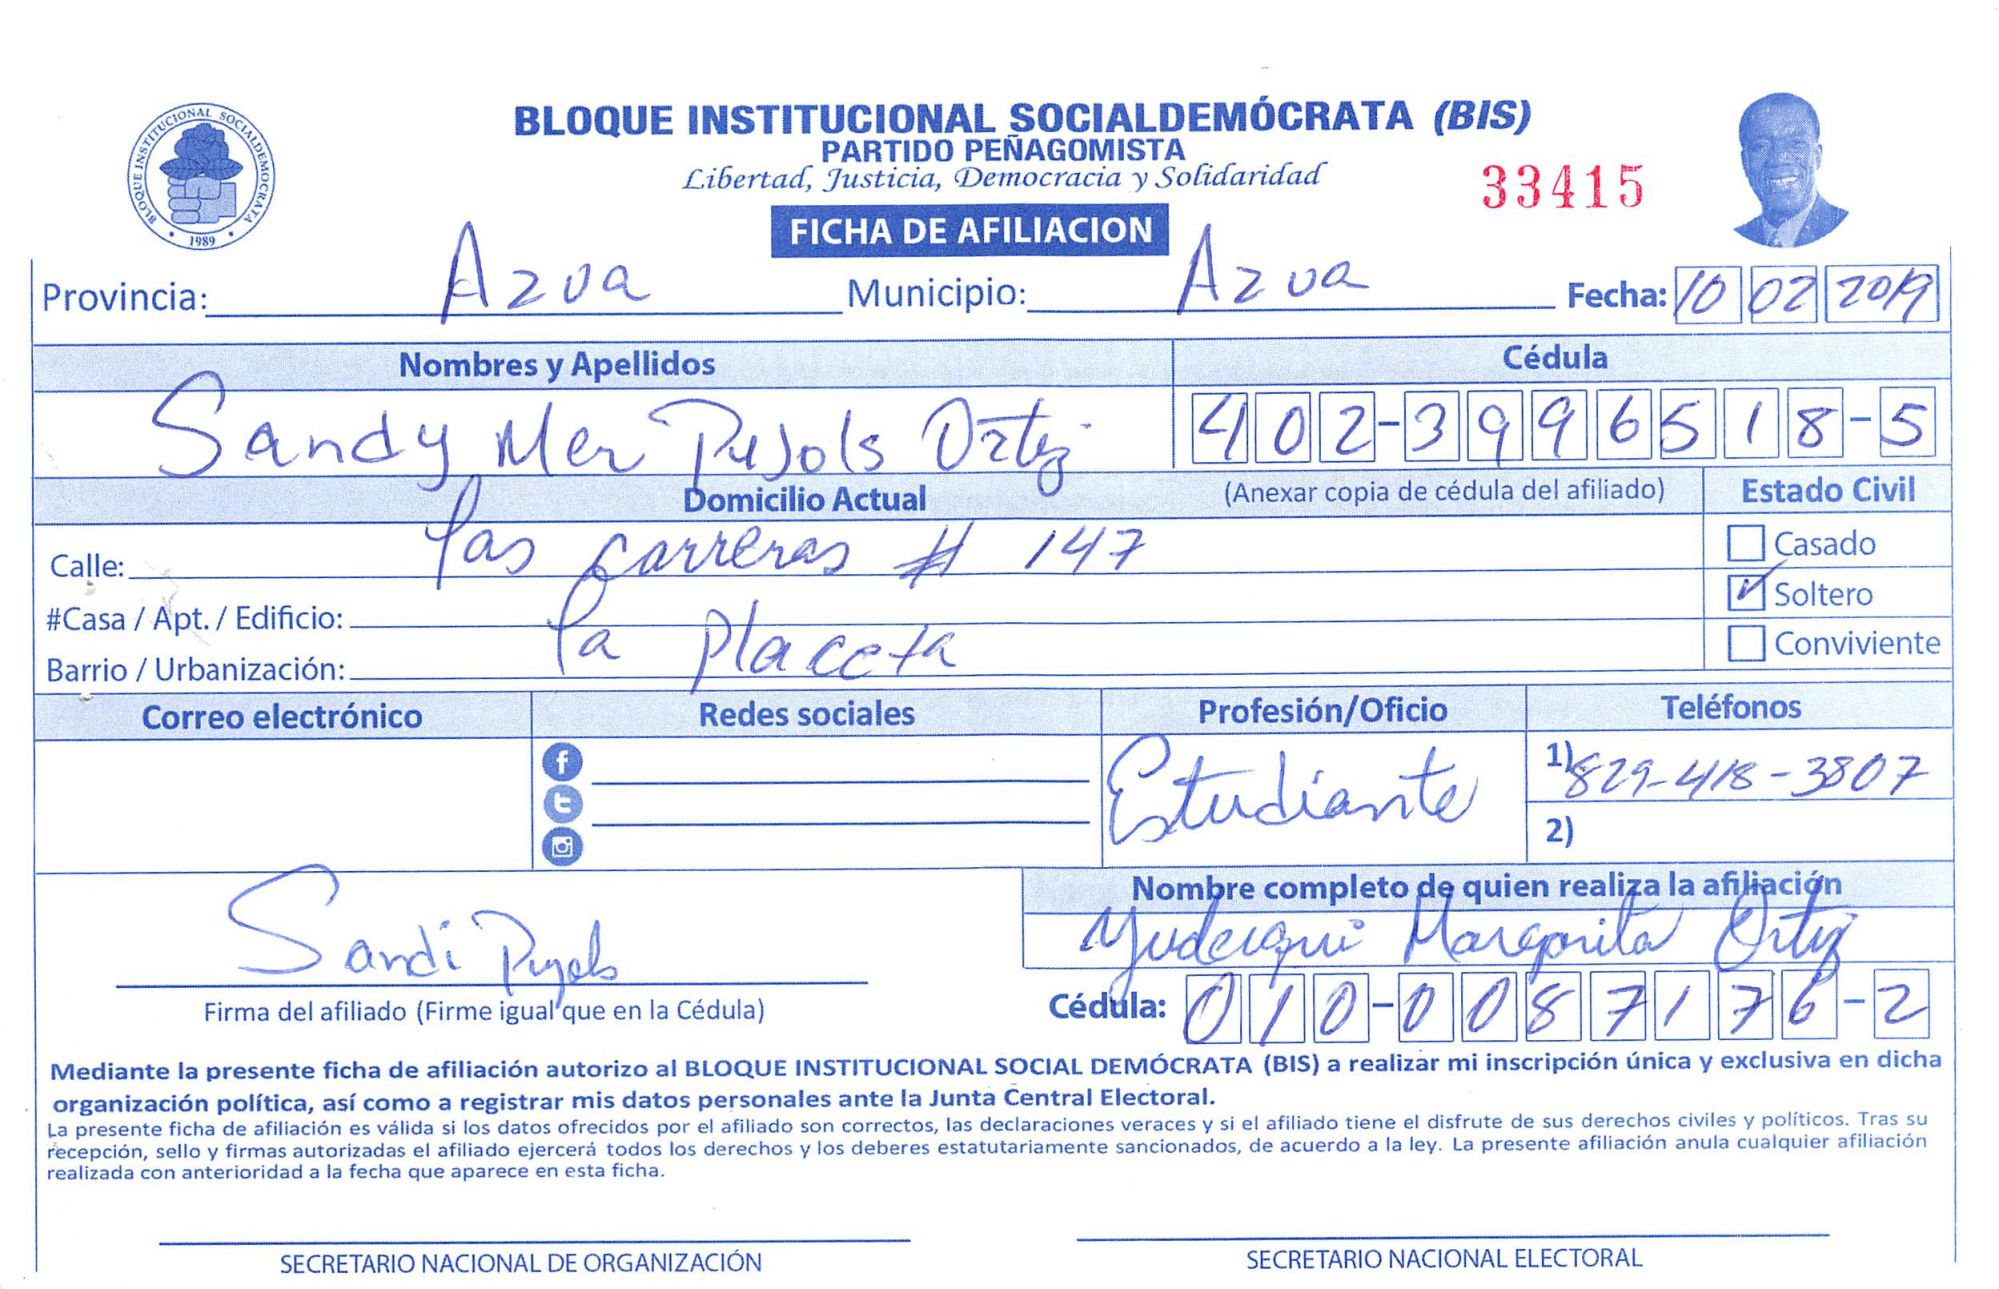 BLOQUE INSTITUCIONAL SOCIALDEMOCRATA
1989
BLOQUE INSTITUCIONAL SOCIALDEMÓCRATA (BIS)
PARTIDO PEÑAGOMISTA
Libertad, Justicia, Democracia y Solidaridad
33415
FICHA DE AFILIACION
Provincia: Azua Municipio: Azua Fecha: 10 02 2019
Nombres y Apellidos Cédula
Sandy Mer Pujols Ortiz 402-3996518-5
Domicilio Actual (Anexar copia de cédula del afiliado) Estado Civil
Calle: las carreras # 147 Casado
#Casa / Apt. / Edificio: Soltero
Barrio / Urbanización: la placeta Conviviente
Correo electrónico Redes sociales Profesión/Oficio Teléfonos
Estudiante 1) 829-418-3807
2)
Nombre completo de quien realiza la afiliación
Sandi Pujols Margarita Ortiz
Firma del afiliado (Firme igual que en la Cédula) Cédula: 010-0087176-2
Mediante la presente ficha de afiliación autorizo al BLOQUE INSTITUCIONAL SOCIAL DEMÓCRATA (BIS) a realizar mi inscripción única y exclusiva en dicha
organización política, así como a registrar mis datos personales ante la Junta Central Electoral.
La presente ficha de afiliación es válida si los datos ofrecidos por el afiliado son correctos, las declaraciones veraces y si el afiliado tiene el disfrute de sus derechos civiles y políticos. Tras su
recepción, sello y firmas autorizadas el afiliado ejercerá todos los derechos y los deberes estatutariamente sancionados, de acuerdo a la ley. La presente afiliación anula cualquier afiliación
realizada con anterioridad a la fecha que aparece en esta ficha.
SECRETARIO NACIONAL DE ORGANIZACIÓN SECRETARIO NACIONAL ELECTORAL